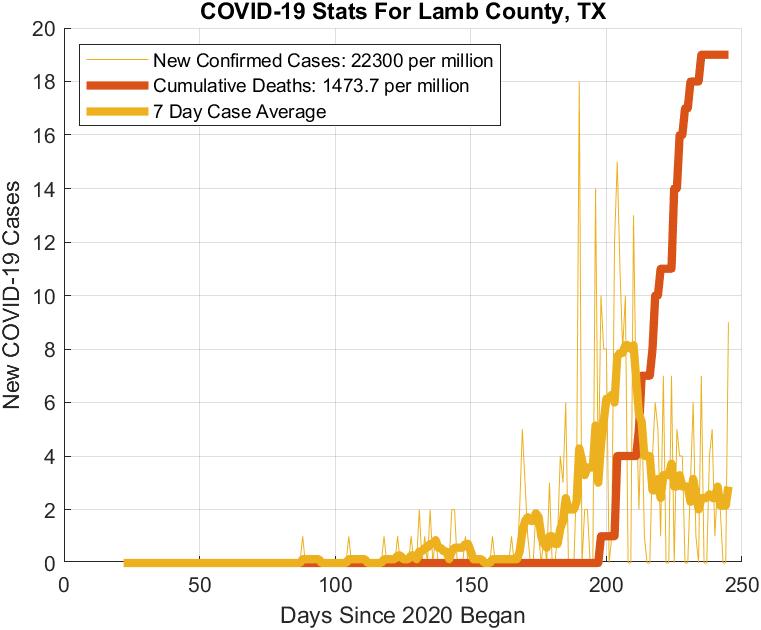 COVID-19 Stats For Lamb County, TX
New Confirmed Cases: 22300 per million
Cumulative Deaths: 1473.7 per million
7 Day Case Average
New COVID-19 Cases
20
18
16
14
12
10
8
6
4
2
0
0 50 100 150 200 250
Days Since 2020 Began